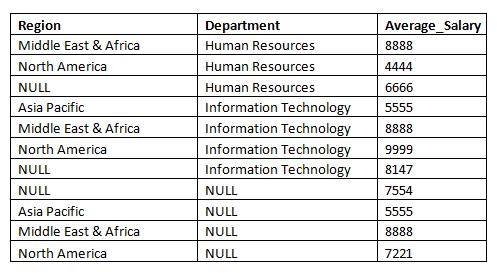 Region Department Average_Salary
Middle East & Africa Human Resources 8888
North America Human Resources 4444
NULL Human Resources 6666
Asia Pacific Information Technology 5555
Middle East & Africa Information Technology 8888
North America Information Technology 9999
NULL Information Technology 8147
NULL NULL 7554
Asia Pacific NULL 5555
Middle East & Africa NULL 8888
North America NULL 7221